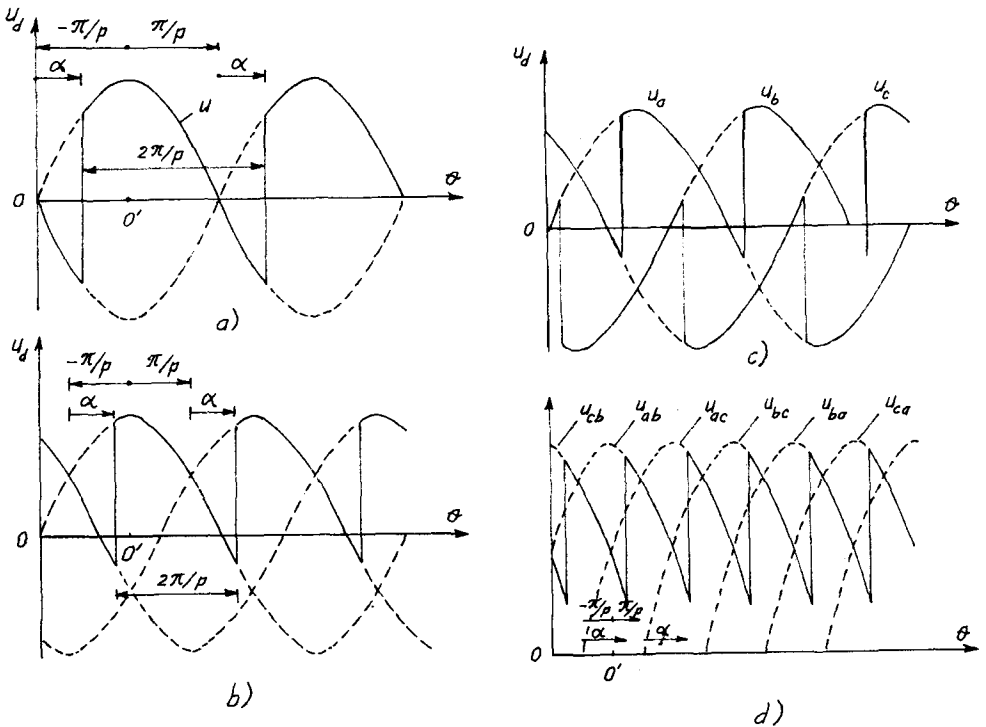 u_d
-π/p π/p
α α
u
2π/p
0 0' θ
a)
u_d
-π/p π/p
α α
0 0' θ
2π/p
b)
u_d
u_a u_b u_c
0 θ
c)
u_cb u_ab u_ac u_bc u_ba u_ca
-π/p π/p
α α
0 0' θ
d)